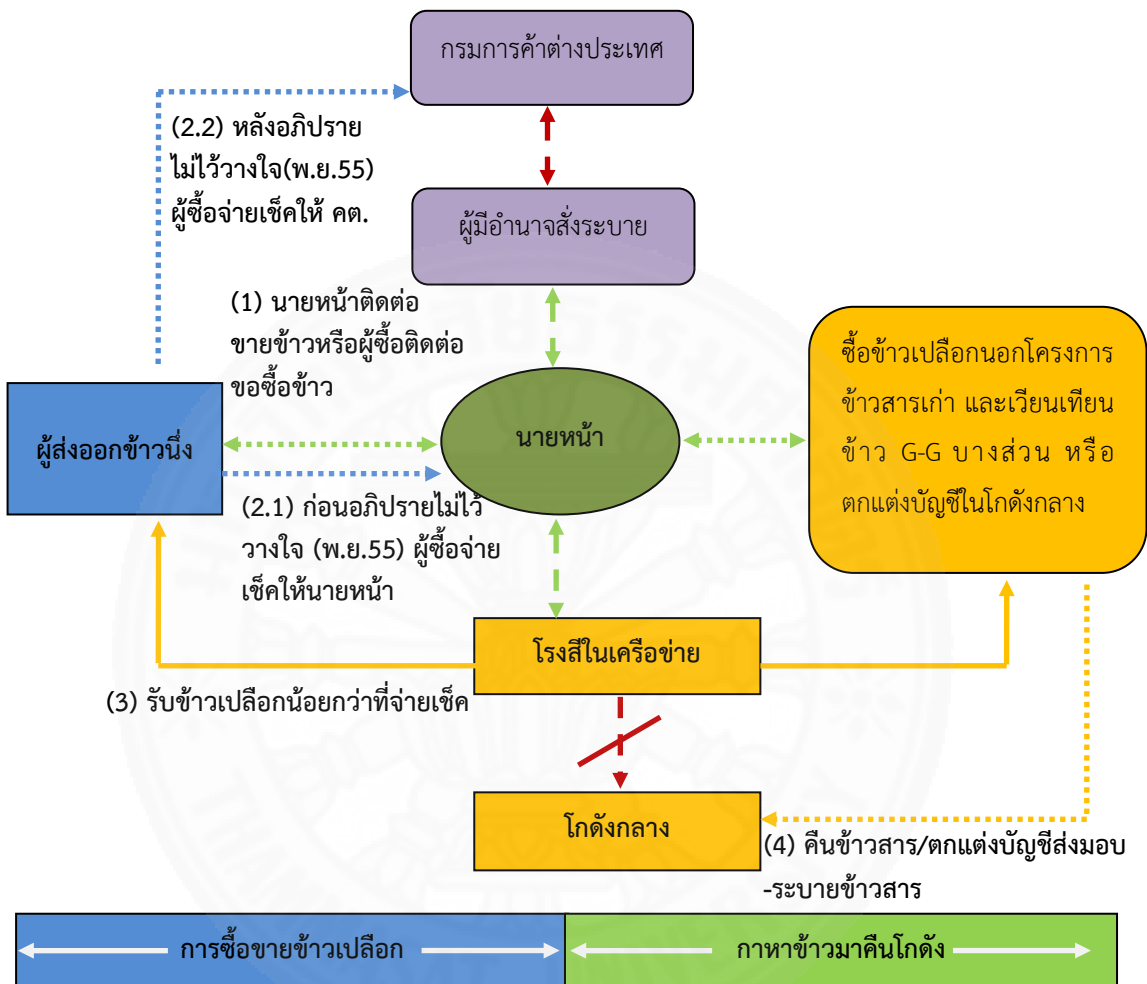 กรมการค้าต่างประเทศ
(2.2) หลังอภิปราย
ไม่ไว้วางใจ(พ.ย.55)
ผู้ซื้อจ่ายเช็คให้ คต.
ผู้มีอำนาจสั่งระบาย
(1) นายหน้าติดต่อ
ขายข้าวหรือผู้ซื้อติดต่อ
ขอซื้อข้าว
ซื้อข้าวเปลือกนอกโครงการ
ข้าวสารเก่า และเวียนเทียน
ข้าว G-G บางส่วน หรือ
ตกแต่งบัญชีในโกดังกลาง
ผู้ส่งออกข้าวนึ่ง
นายหน้า
(2.1) ก่อนอภิปรายไม่ไว้
วางใจ (พ.ย.55) ผู้ซื้อจ่าย
เช็คให้นายหน้า
โรงสีในเครือข่าย
(3) รับข้าวเปลือกน้อยกว่าที่จ่ายเช็ค
โกดังกลาง
(4) คืนข้าวสาร/ตกแต่งบัญชีส่งมอบ
-ระบายข้าวสาร
การซื้อขายข้าวเปลือก
กาหาข้าวมาคืนโกดัง